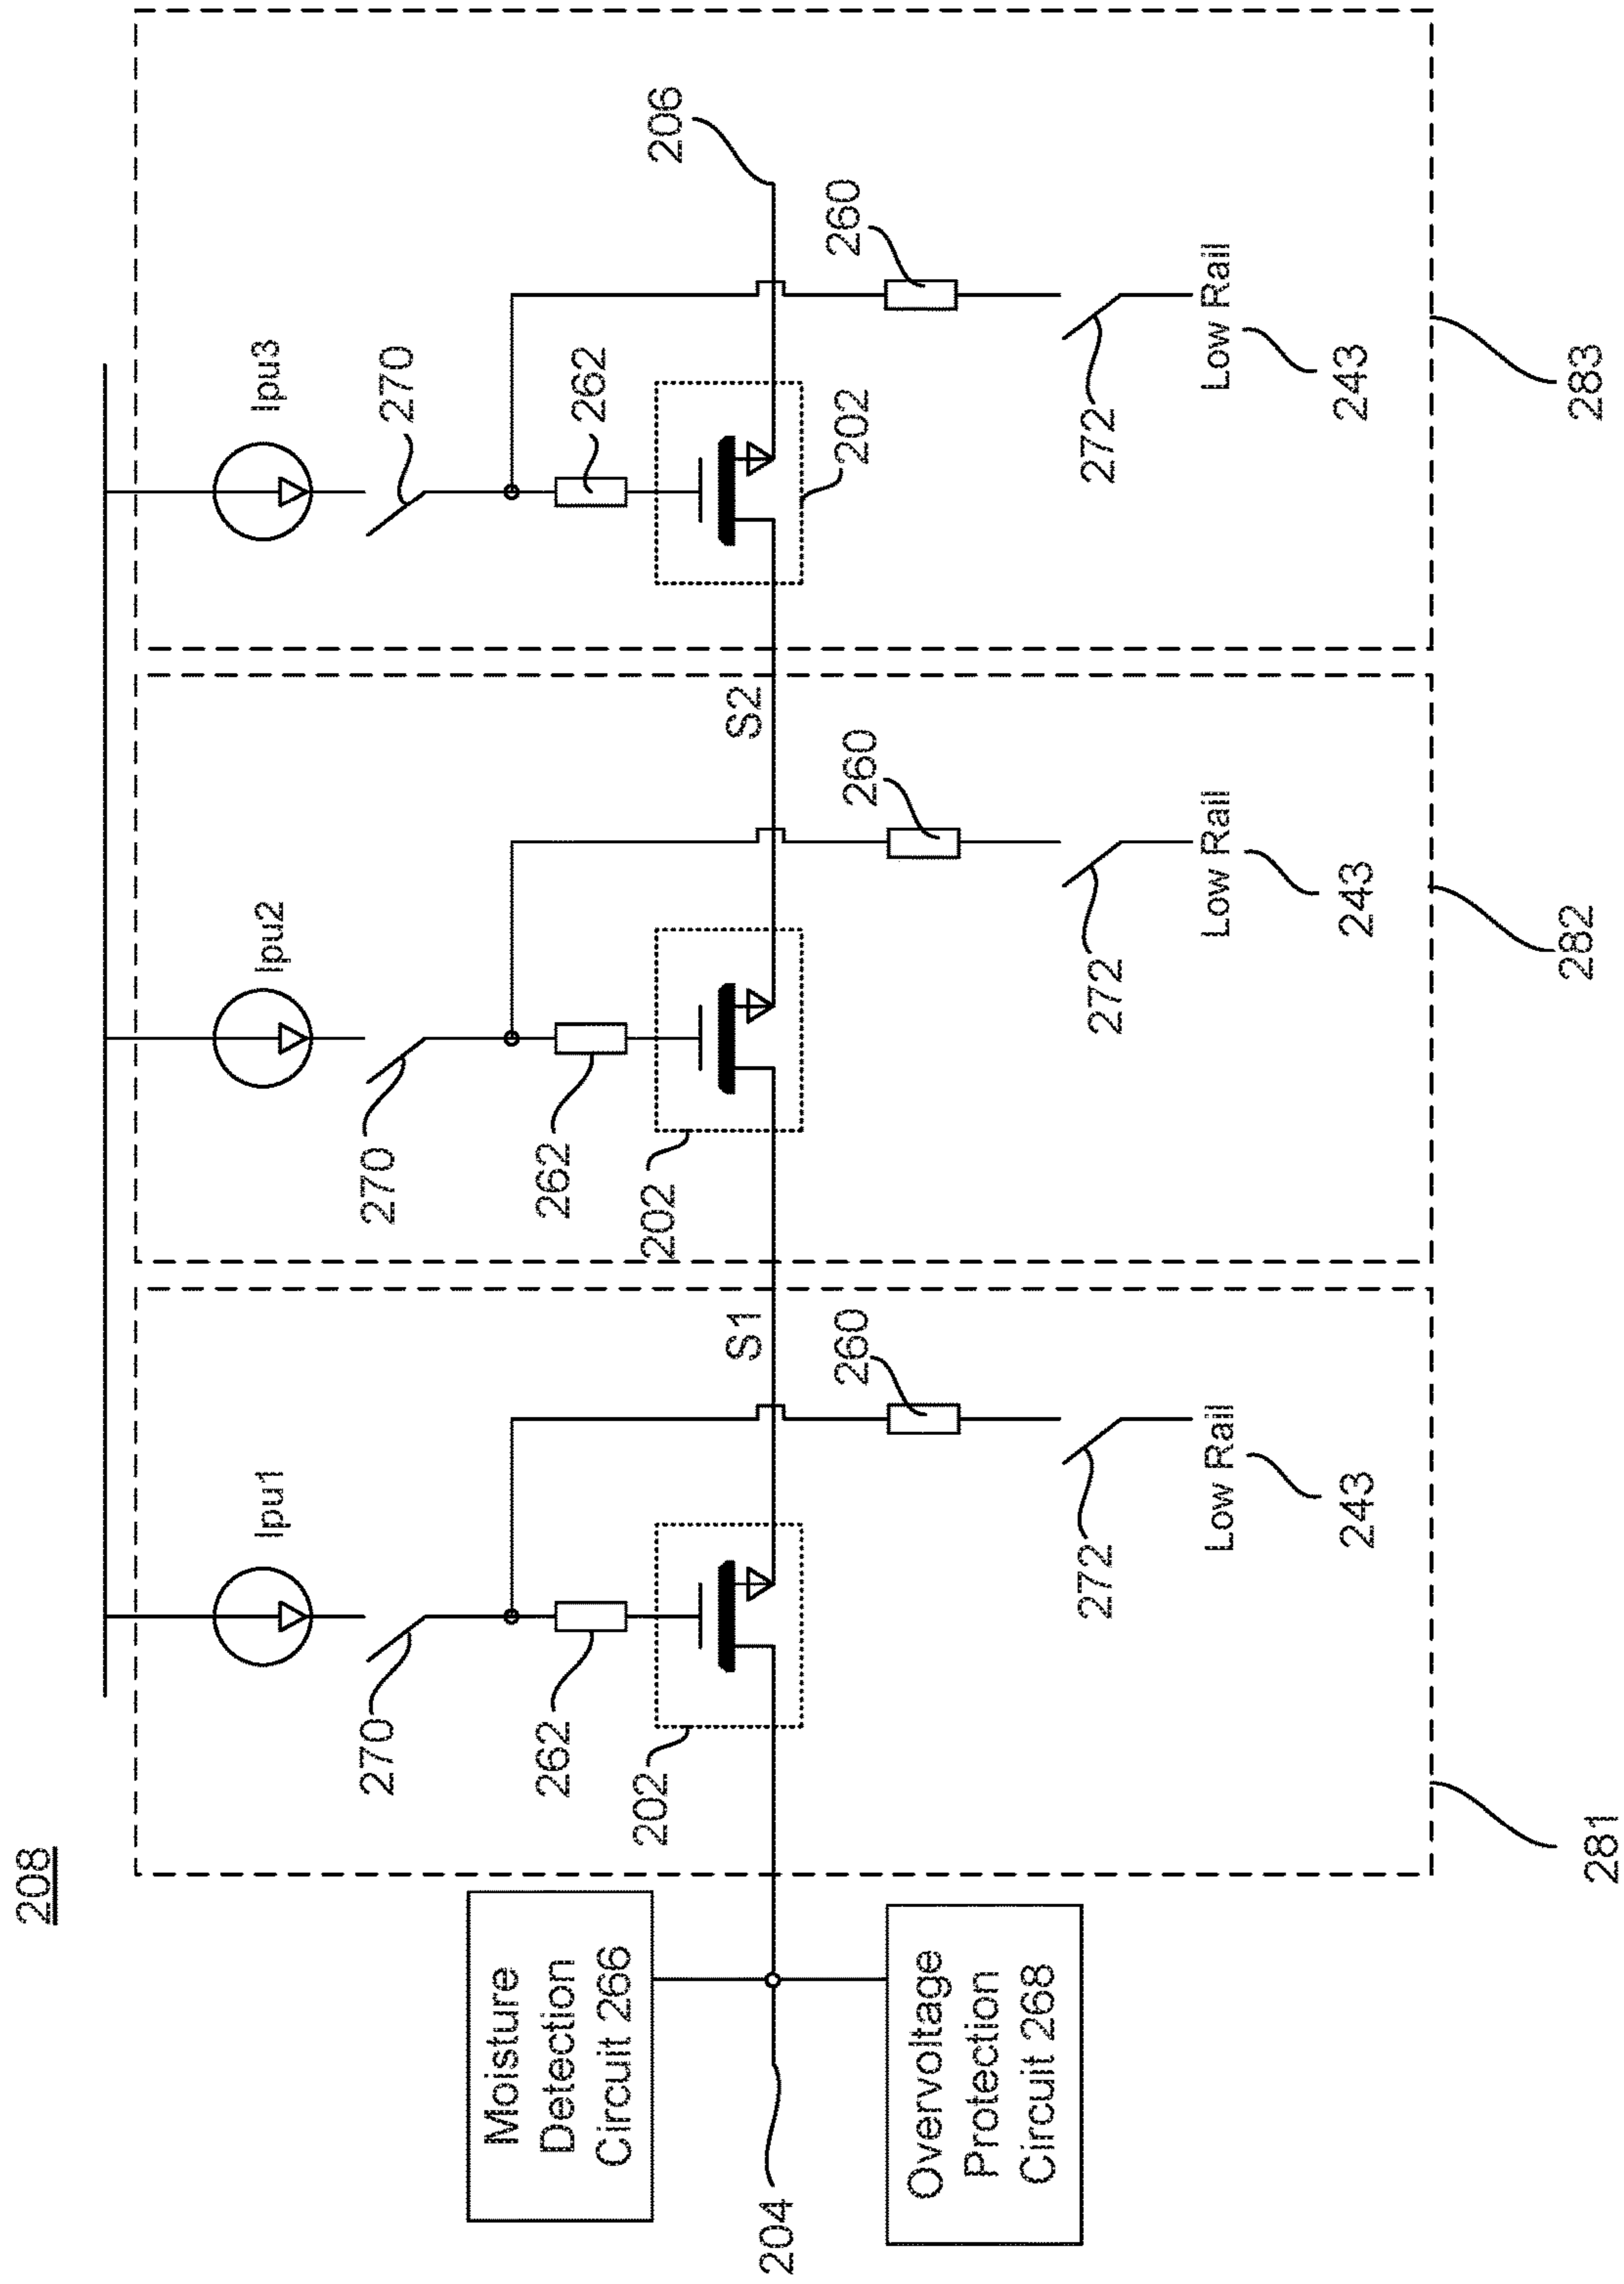 208
Ipu1
Ipu2
Ipu3
270
270
270
262
262
262
202
202
202
Moisture
Detection
Circuit 266
204
S1
S2
206
Overvoltage
Protection
Circuit 268
260
260
260
272
272
272
Low Rail
Low Rail
Low Rail
243
243
243
281
282
283